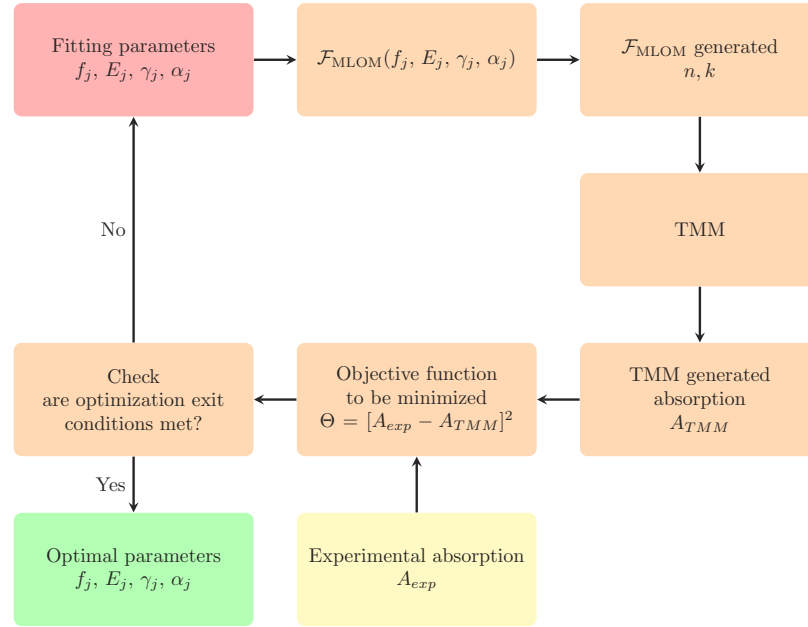 Fitting parameters
f_j, E_j, γ_j, α_j
𝓕_MLOM(f_j, E_j, γ_j, α_j)
𝓕_MLOM generated
n, k
No
TMM
Check
are optimization exit
conditions met?
Objective function
to be minimized
Θ = [A_exp − A_TMM]²
TMM generated
absorption
A_TMM
Yes
Optimal parameters
f_j, E_j, γ_j, α_j
Experimental absorption
A_exp